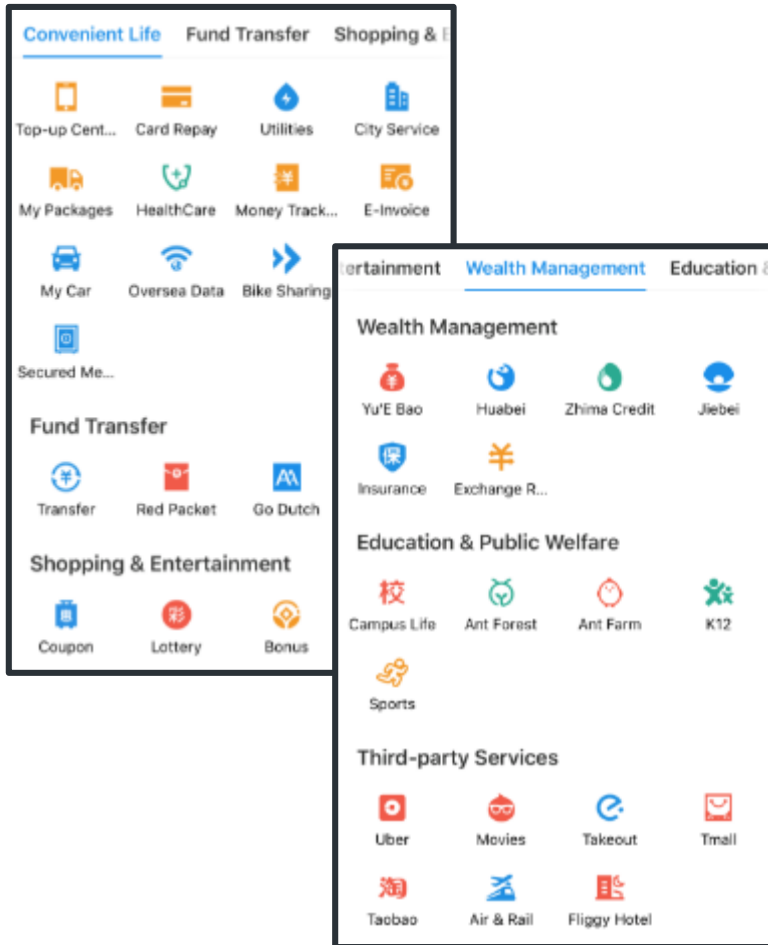 Convenient Life Fund Transfer Shopping & E
Top-up Cent... Card Repay Utilities City Service
My Packages HealthCare Money Track... E-Invoice
My Car Oversea Data Bike Sharing
Secured Me...
Fund Transfer
Transfer Red Packet Go Dutch
Shopping & Entertainment
彩
Coupon Lottery Bonus
tertainment Wealth Management Education &
Wealth Management
Yu'E Bao Huabei Zhima Credit Jiebei
保
Insurance Exchange R...
Education & Public Welfare
校
Campus Life Ant Forest Ant Farm K12
Sports
Third-party Services
Uber Movies Takeout Tmall
淘
Taobao Air & Rail Fliggy Hotel